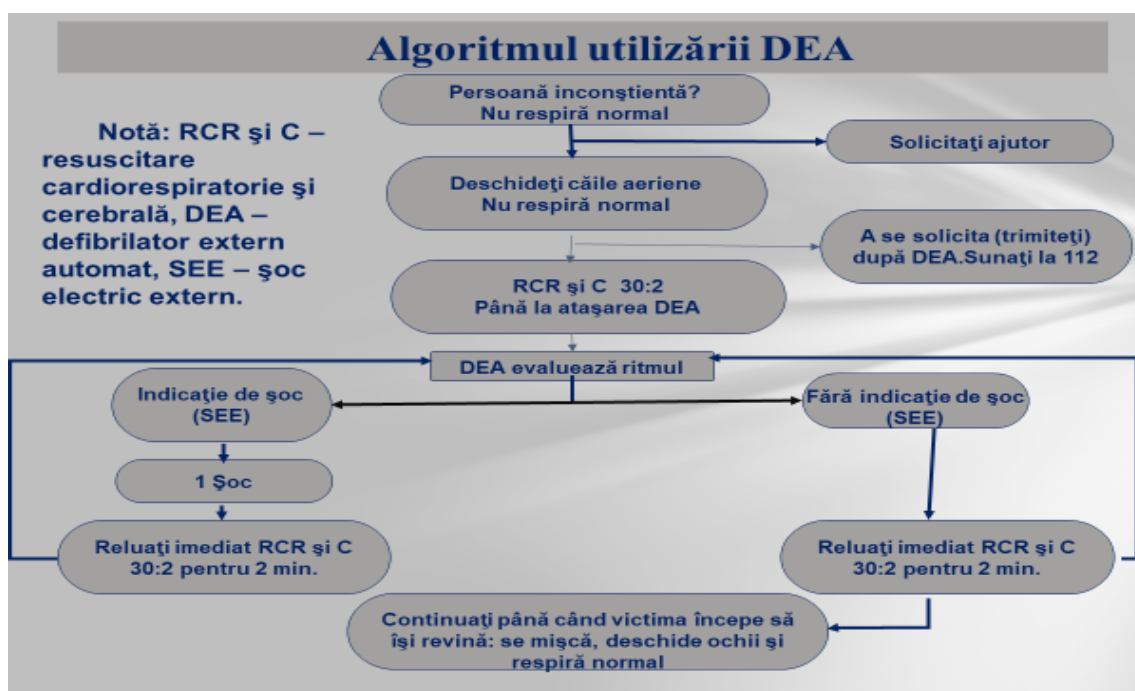 Algoritmul utilizării DEA
Persoană inconştientă?
Nu respiră normal
Notă: RCR şi C –
resuscitare
cardiorespiratorie şi
cerebrală, DEA –
defibrilator extern
automat, SEE – şoc
electric extern.
Solicitaţi ajutor
Deschideţi căile aeriene
Nu respiră normal
A se solicita (trimiteţi)
după DEA.Sunaţi la 112
RCR şi C 30:2
Până la ataşarea DEA
DEA evaluează ritmul
Indicaţie de şoc
(SEE)
Fără indicaţie de şoc
(SEE)
1 Şoc
Reluaţi imediat RCR şi C
30:2 pentru 2 min.
Reluaţi imediat RCR şi C
30:2 pentru 2 min.
Continuaţi până când victima începe să
îşi revină: se mişcă, deschide ochii şi
respiră normal